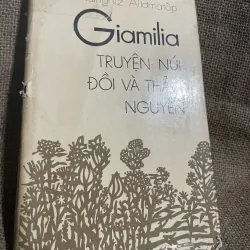 Giamilia
TRUYỆN NÚI
ĐỒI VÀ THẢO
NGUYÊN